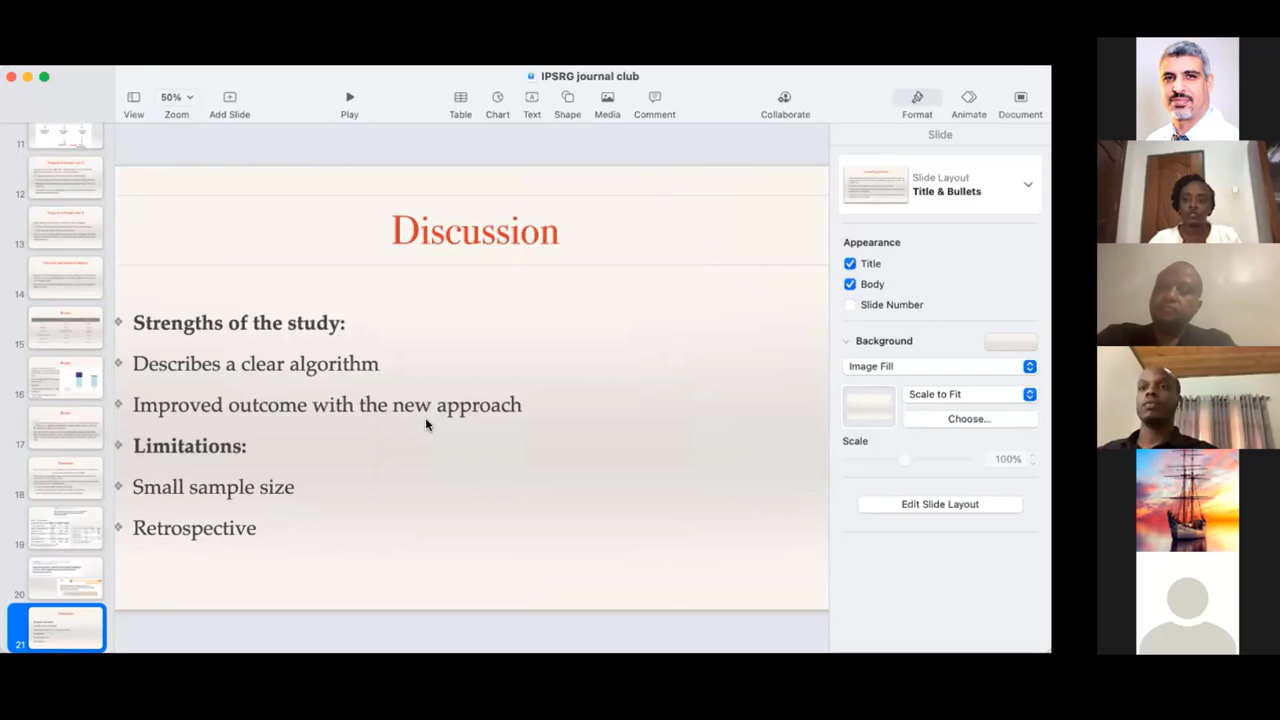 IPSRG journal club
50%
View
Zoom
Add Slide
Play
Table
Chart
Text
Shape
Media
Comment
Collaborate
Format
Animate
Document
11
12
13
14
15
16
17
18
19
20
21
Discussion
Strengths of the study:
Describes a clear algorithm
Improved outcome with the new approach
Limitations:
Small sample size
Retrospective
Slide
Slide Layout
Title & Bullets
Appearance
Title
Body
Slide Number
Background
Image Fill
Scale to Fit
Choose...
Scale
100%
Edit Slide Layout